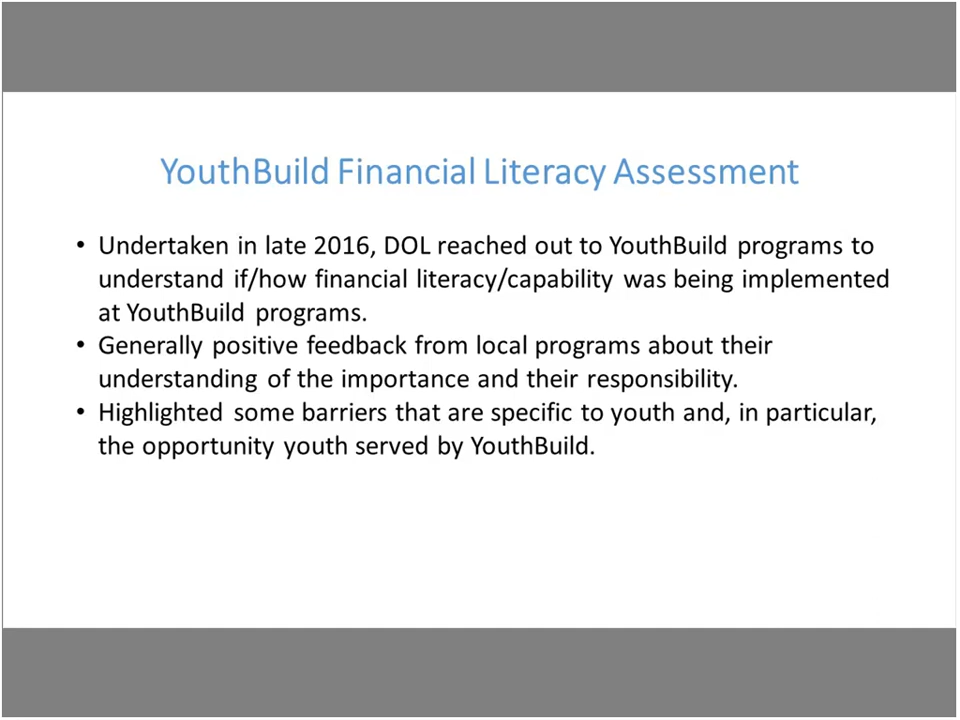 YouthBuild Financial Literacy Assessment
• Undertaken in late 2016, DOL reached out to YouthBuild programs to
understand if/how financial literacy/capability was being implemented
at YouthBuild programs.
• Generally positive feedback from local programs about their
understanding of the importance and their responsibility.
• Highlighted some barriers that are specific to youth and, in particular,
the opportunity youth served by YouthBuild.